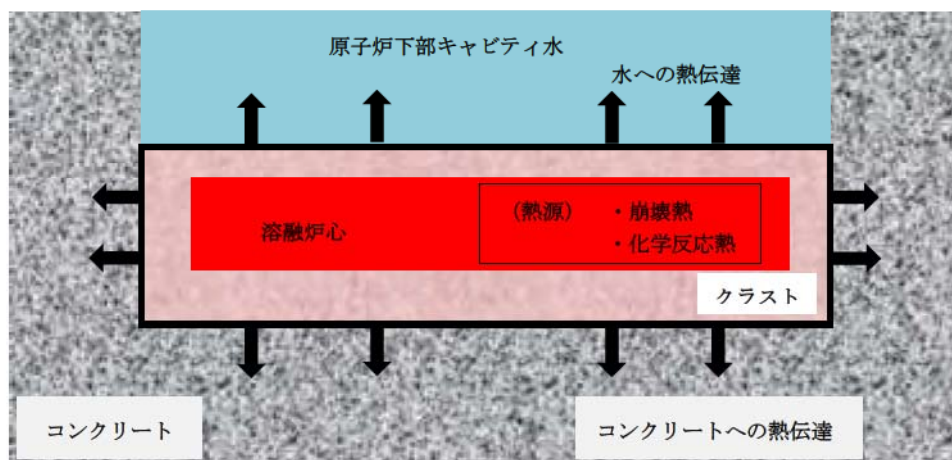 原子炉下部キャビティ水
水への熱伝達
溶融炉心
(熱源)
・崩壊熱
・化学反応熱
クラスト
コンクリート
コンクリートへの熱伝達